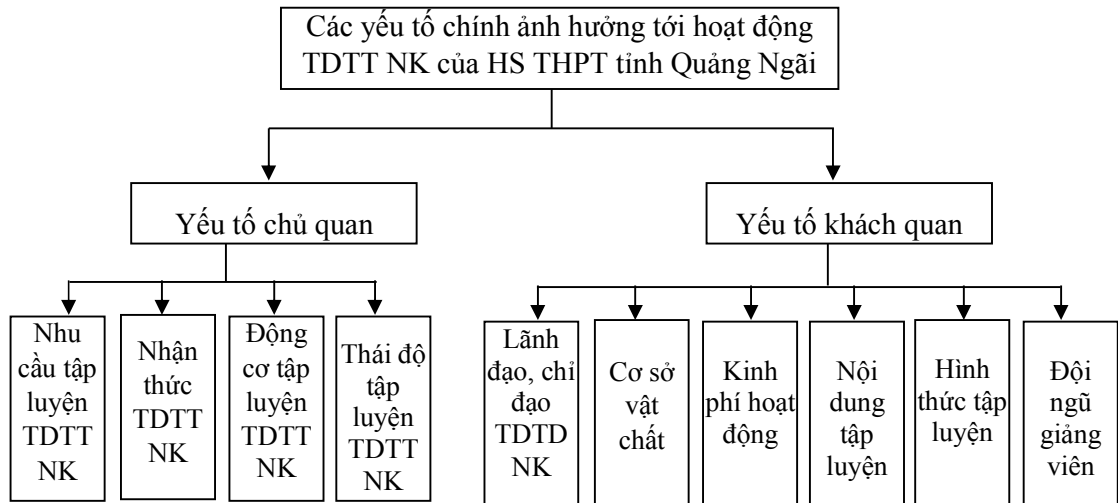 Các yếu tố chính ảnh hưởng tới hoạt động
TDTT NK của HS THPT tỉnh Quảng Ngãi
Yếu tố chủ quan
Yếu tố khách quan
Nhu
cầu tập
luyện
TDTT
NK
Nhận
thức
TDTT
NK
Động
cơ tập
luyện
TDTT
NK
Thái độ
tập
luyện
TDTT
NK
Lãnh
đạo, chỉ
đạo
TDTD
NK
Cơ sở
vật
chất
Kinh
phí hoạt
động
Nội
dung
tập
luyện
Hình
thức tập
luyện
Đội
ngũ
giảng
viên